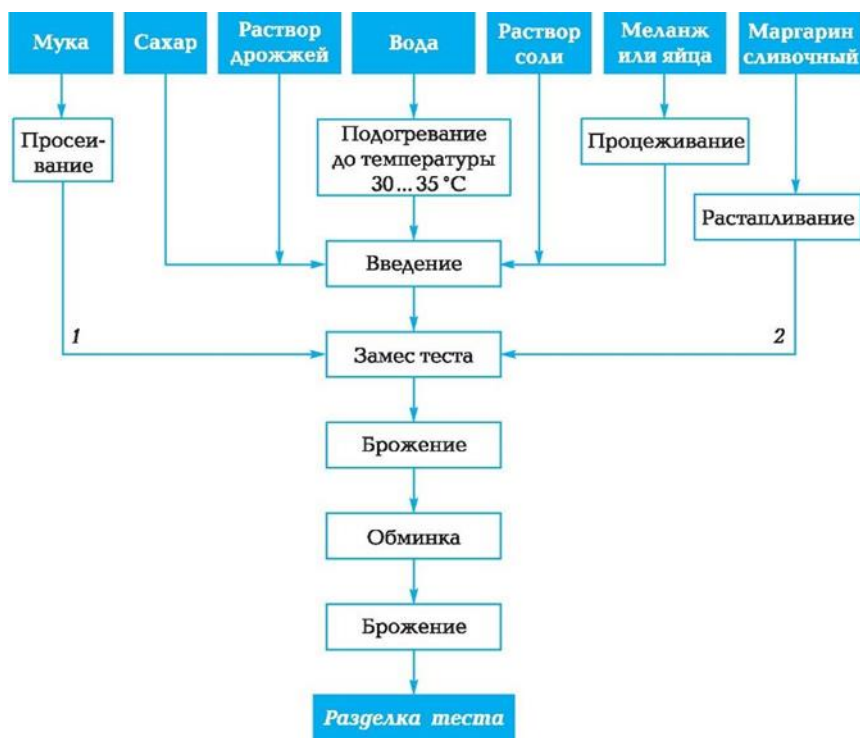 Мука
Сахар
Раствор
дрожжей
Вода
Раствор
соли
Меланж
или яйца
Маргарин
сливочный
Просеи-
вание
Подогревание
до температуры
30 ... 35 °С
Процеживание
Растапливание
Введение
1
2
Замес теста
Брожение
Обминка
Брожение
Разделка теста